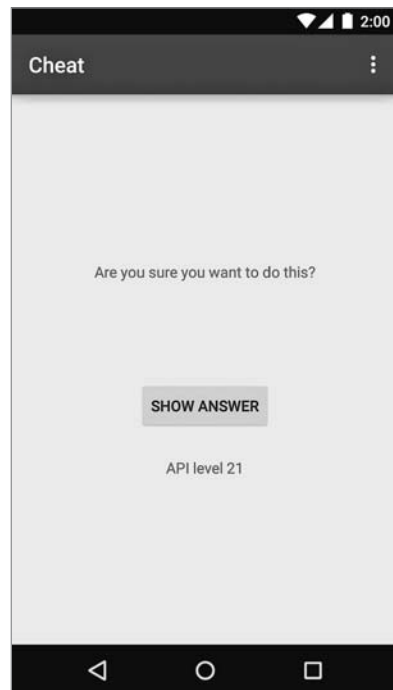 2:00
Cheat
Are you sure you want to do this?
SHOW ANSWER
API level 21